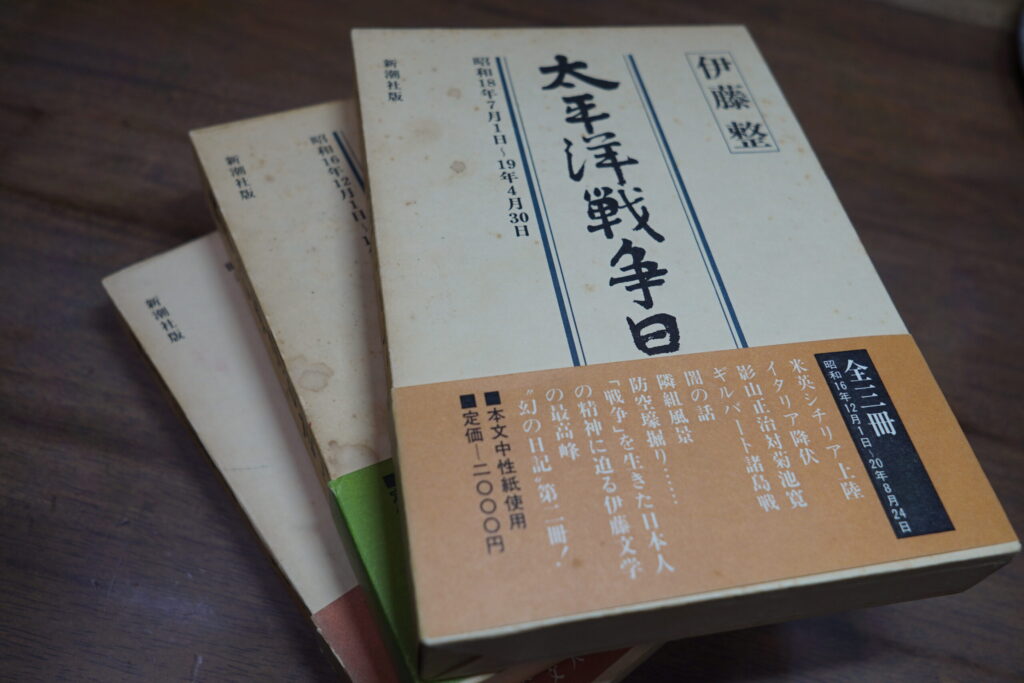 伊藤整
太平洋戦争日
昭和18年7月1日~19年4月30日
新潮社版
全三冊
昭和16年12月1日~20年8月24日
米英シチリア上陸
イタリア降伏
影山正治対菊池寛
ギルバート諸島戦
闇の話
隣組風景
防空壕掘り……
「戦争」を生きた日本人
の精神に迫る伊藤文学
の最高峰
“幻の日記”第二冊!
■本文中性紙使用
■定価―二〇〇〇円
昭和16年12月1日~
新潮社版
新潮社版